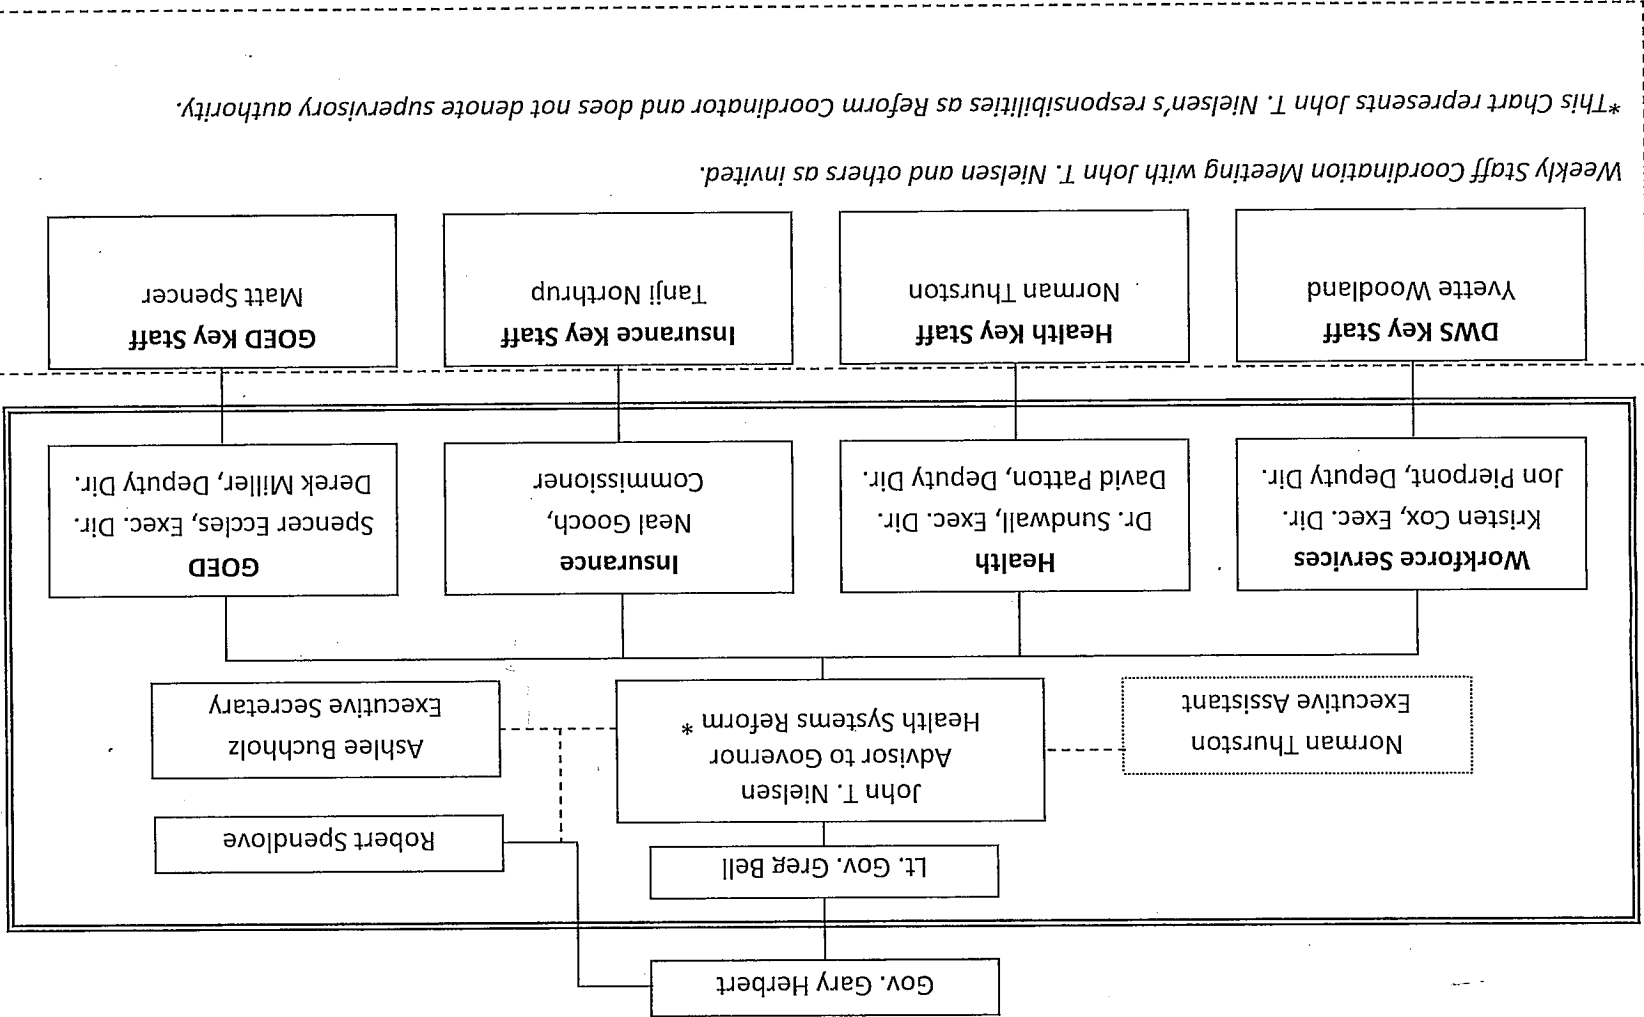 Gov. Gary Herbert
Lt. Gov. Greg Bell
Robert Spendlove
Norman Thurston
Executive Assistant
John T. Nielsen
Advisor to Governor
Health Systems Reform *
Ashlee Buchholz
Executive Secretary
Workforce Services
Kristen Cox, Exec. Dir.
Jon Pierpont, Deputy Dir.
Health
Dr. Sundwall, Exec. Dir.
David Patton, Deputy Dir.
Insurance
Neal Gooch,
Commissioner
GOED
Spencer Eccles, Exec. Dir.
Derek Miller, Deputy Dir.
DWS Key Staff
Yvette Woodland
Health Key Staff
Norman Thurston
Insurance Key Staff
Tanji Northrup
GOED Key Staff
Matt Spencer
Weekly Staff Coordination Meeting with John T. Nielsen and others as invited.
*This Chart represents John T. Nielsen's responsibilities as Reform Coordinator and does not denote supervisory authority.